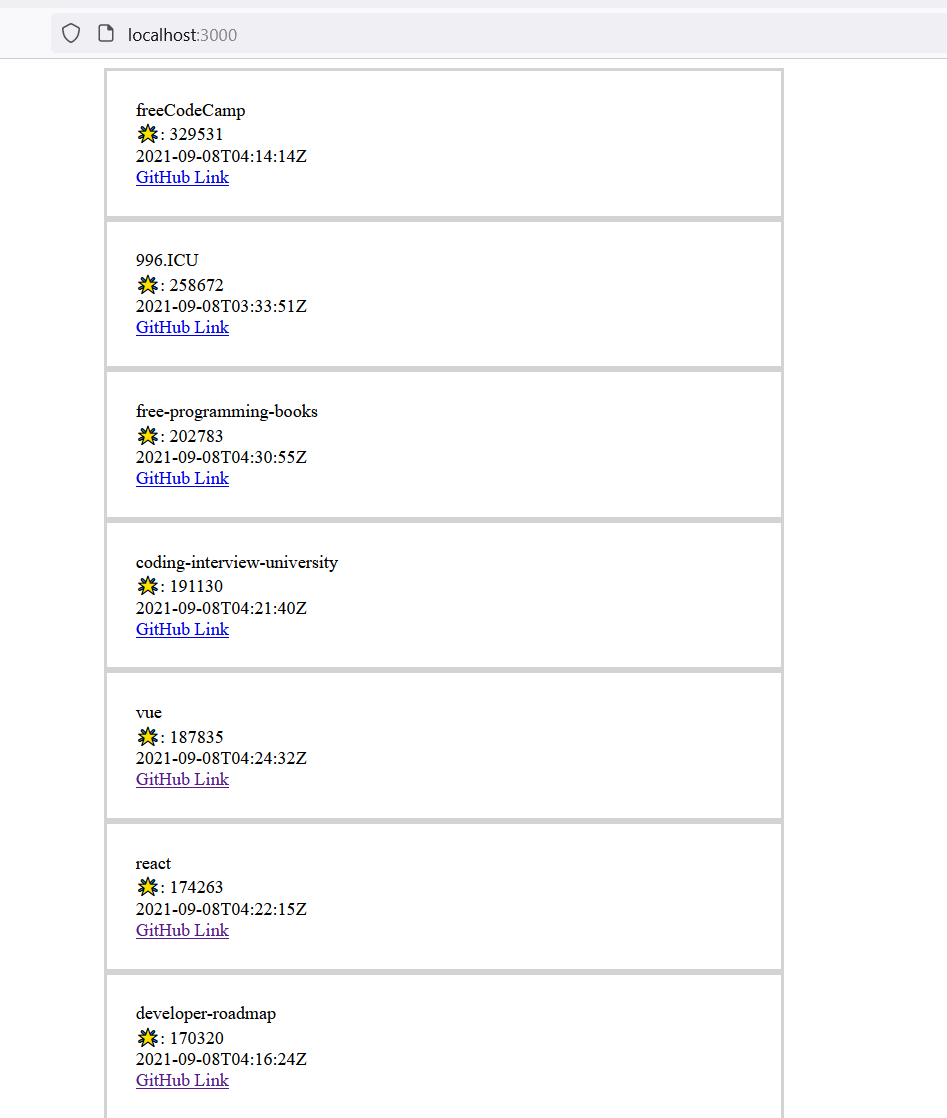 localhost:3000
freeCodeCamp
🌟: 329531
2021-09-08T04:14:14Z
GitHub Link
996.ICU
🌟: 258672
2021-09-08T03:33:51Z
GitHub Link
free-programming-books
🌟: 202783
2021-09-08T04:30:55Z
GitHub Link
coding-interview-university
🌟: 191130
2021-09-08T04:21:40Z
GitHub Link
vue
🌟: 187835
2021-09-08T04:24:32Z
GitHub Link
react
🌟: 174263
2021-09-08T04:22:15Z
GitHub Link
developer-roadmap
🌟: 170320
2021-09-08T04:16:24Z
GitHub Link